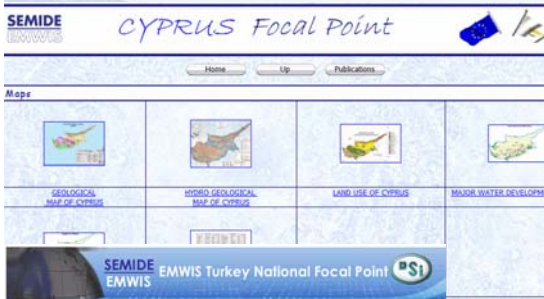 SEMIDE
EMWIS
CYPRUS Focal Point
Home Up Publications
Maps
GEOLOGICAL
MAP OF CYPRUS
HYDRO GEOLOGICAL
MAP OF CYPRUS
LAND USE OF CYPRUS
MAJOR WATER DEVELOPM
SEMIDE
EMWIS
EMWIS Turkey National Focal Point
DSİ